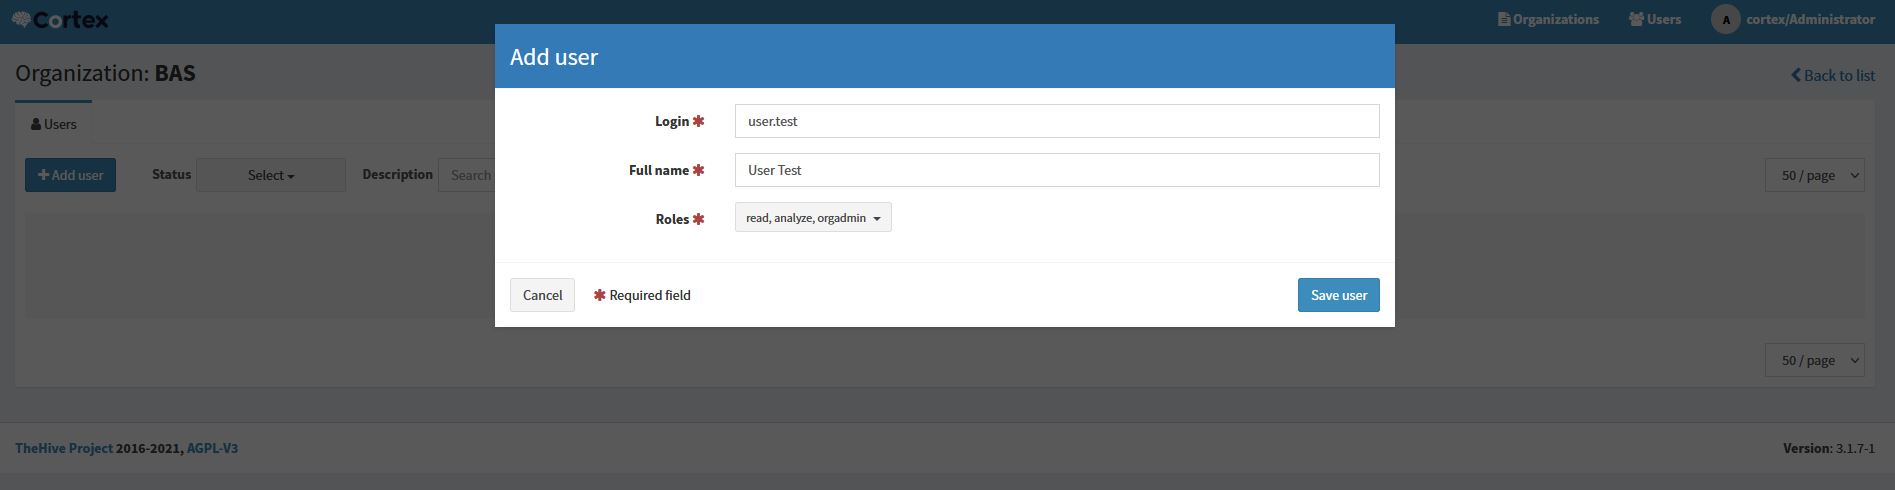 Cortex
Organizations
Users
A
cortex/Administrator
Add user
Organization: BAS
Back to list
Users
Login *
user.test
Full name *
User Test
Roles *
read, analyze, orgadmin
Add user
Status
Select
Description
Search
50 / page
Cancel
* Required field
Save user
50 / page
TheHive Project 2016-2021, AGPL-V3
Version: 3.1.7-1